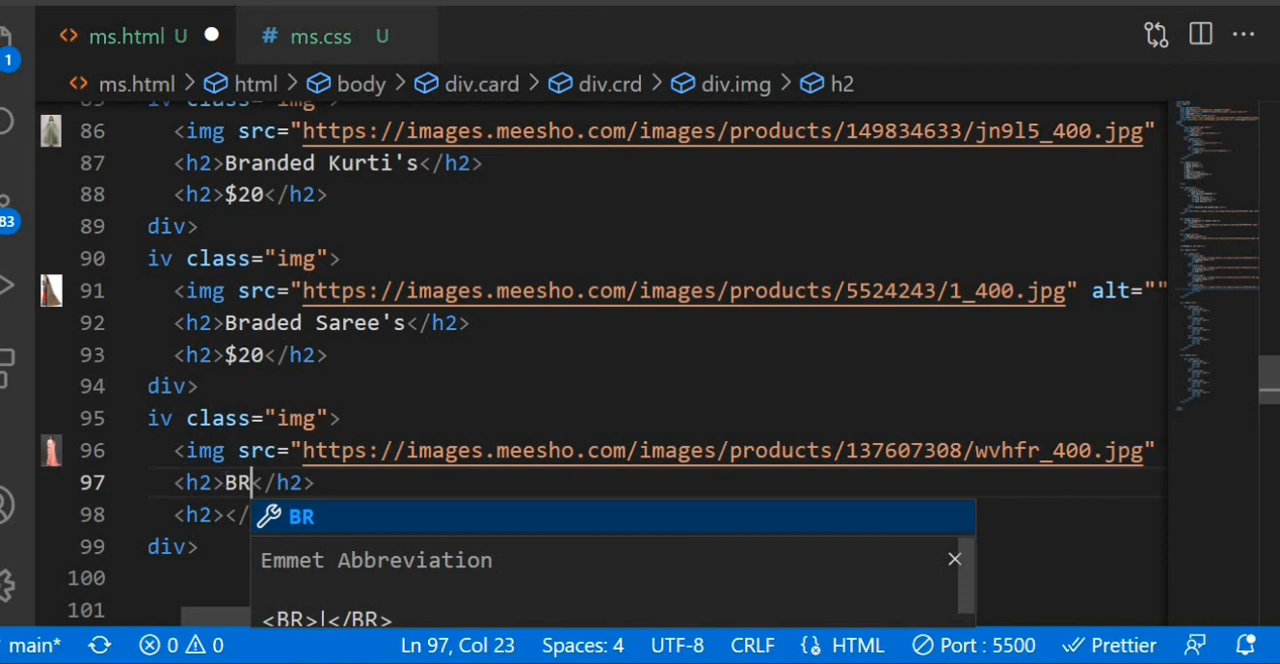 ms.html U # ms.css U
1
ms.html > html > body > div.card > div.crd > div.img > h2
iv class="img">
86 <img src="https://images.meesho.com/images/products/149834633/jn9l5_400.jpg"
87 <h2>Branded Kurti's</h2>
88 <h2>$20</h2>
83
89 div>
90 iv class="img">
91 <img src="https://images.meesho.com/images/products/5524243/1_400.jpg" alt=""
92 <h2>Braded Saree's</h2>
93 <h2>$20</h2>
94 div>
95 iv class="img">
96 <img src="https://images.meesho.com/images/products/137607308/wvhfr_400.jpg"
97 <h2>BR</h2>
98 <h2></
BR
99 div>
Emmet Abbreviation
100
101
<BR>|</BR>
main* 0 0 Ln 97, Col 23 Spaces: 4 UTF-8 CRLF {} HTML Port : 5500 Prettier